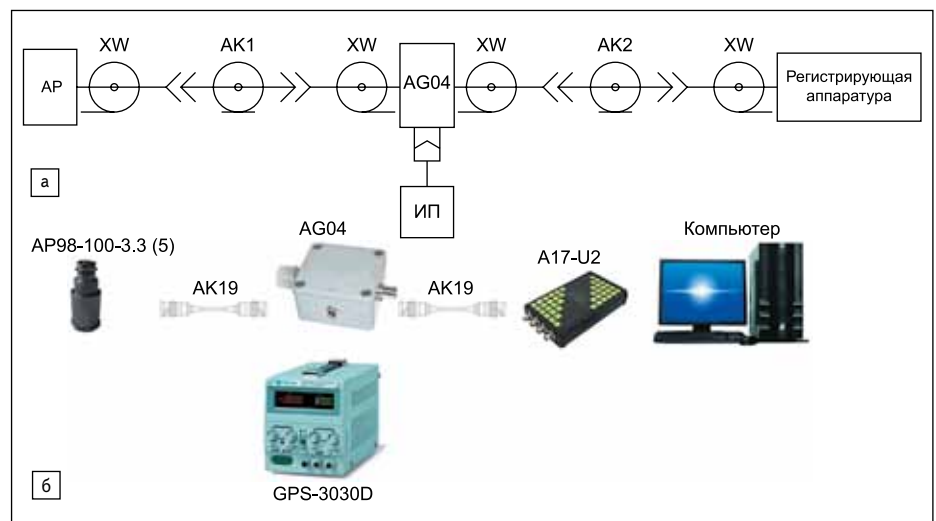 XW
AK1
XW
XW
AK2
XW
AP
AG04
Регистрирующая
аппаратура
а
ИП
AP98-100-3.3 (5)
AG04
A17-U2
Компьютер
AK19
AK19
GPS-3030D
б